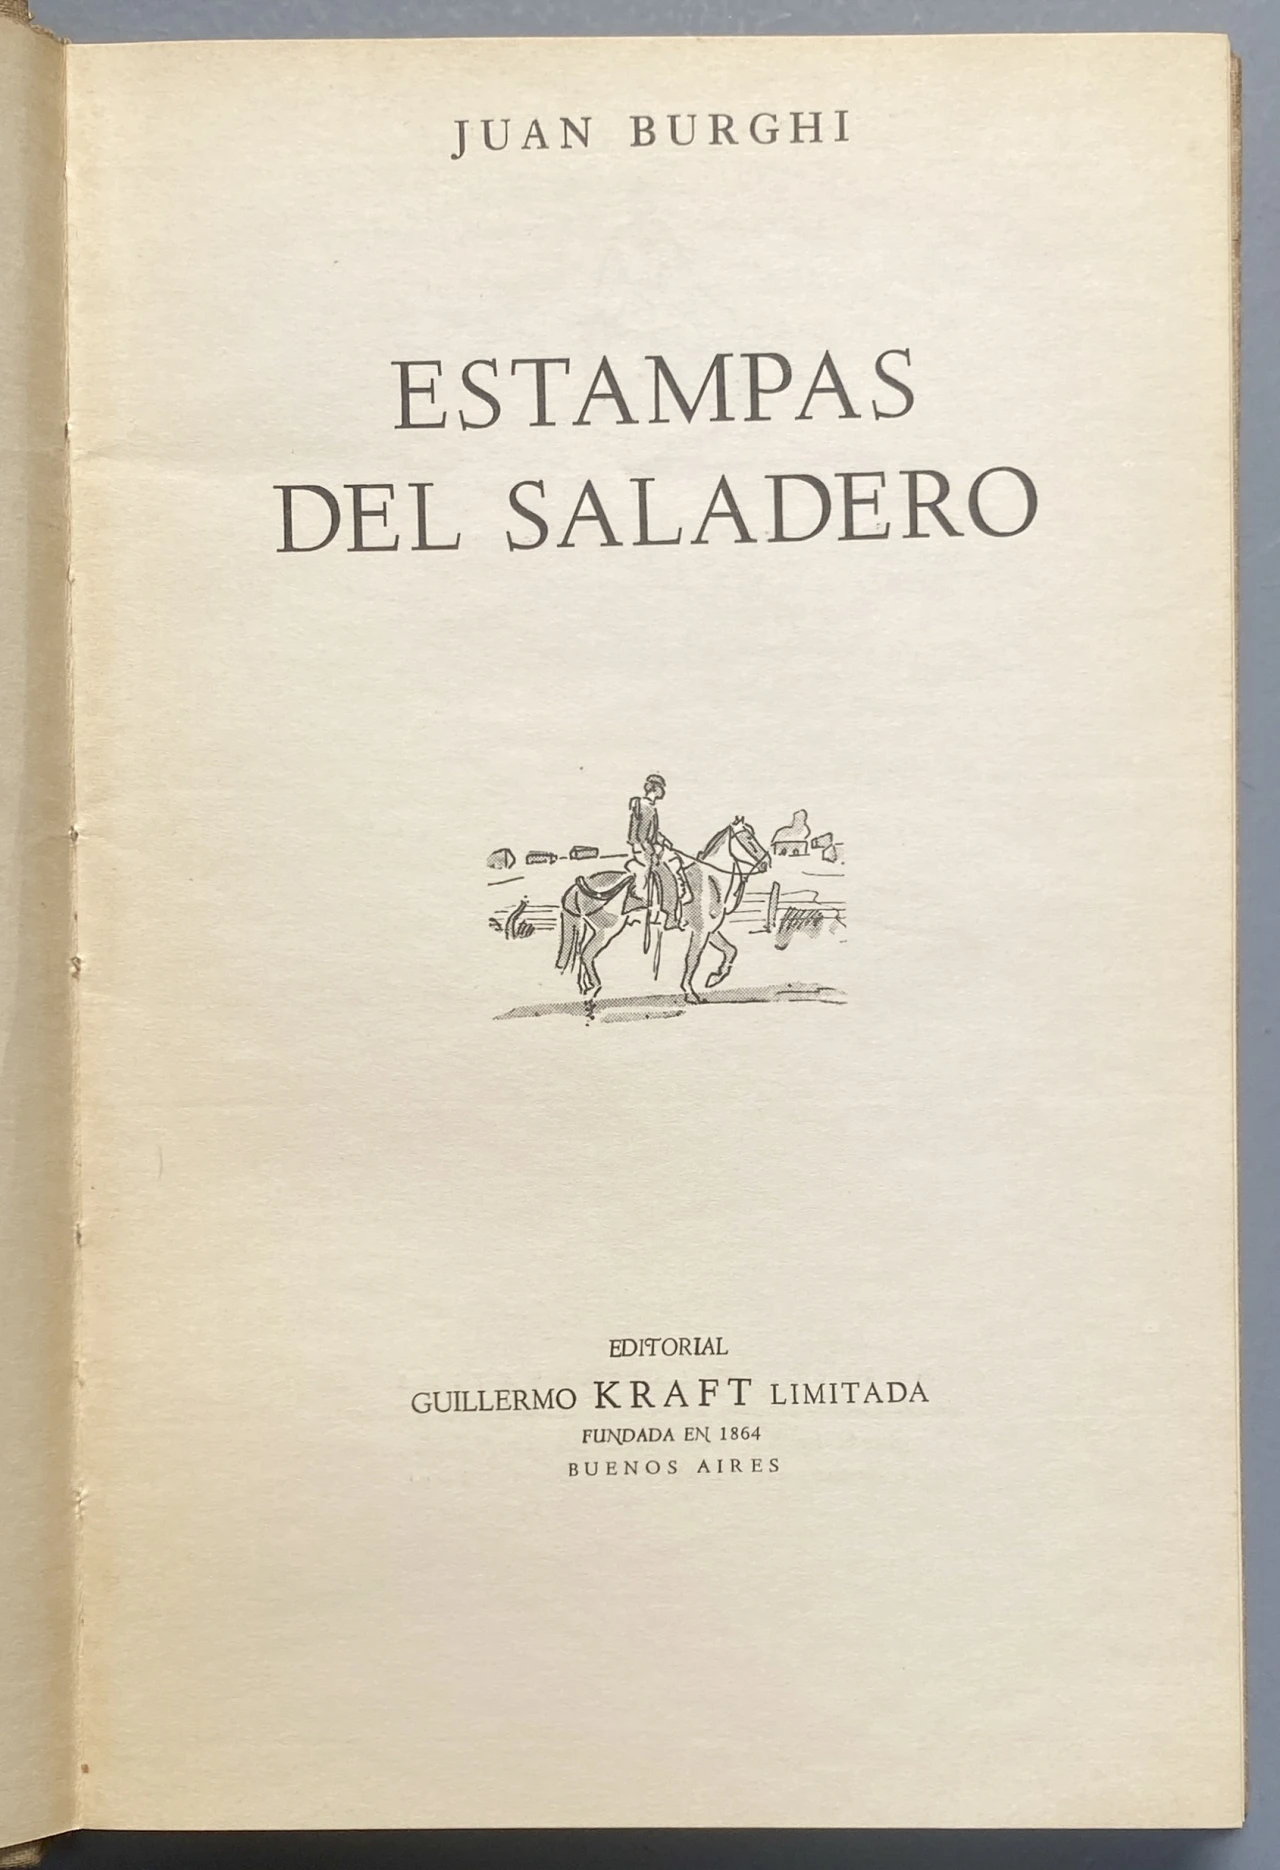 JUAN BURGHI
ESTAMPAS
DEL SALADERO
EDITORIAL
GUILLERMO KRAFT LIMITADA
FUNDADA EN 1864
BUENOS AIRES